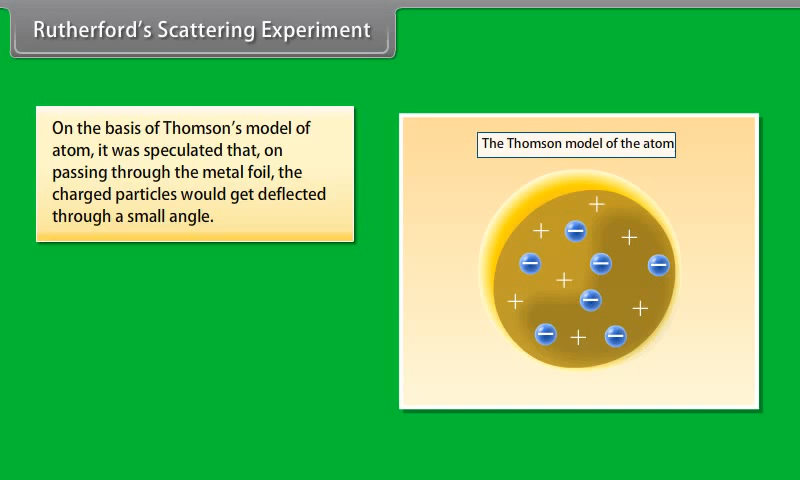 Rutherford's Scattering Experiment
On the basis of Thomson's model of
atom, it was speculated that, on
passing through the metal foil, the
charged particles would get deflected
through a small angle.
The Thomson model of the atom